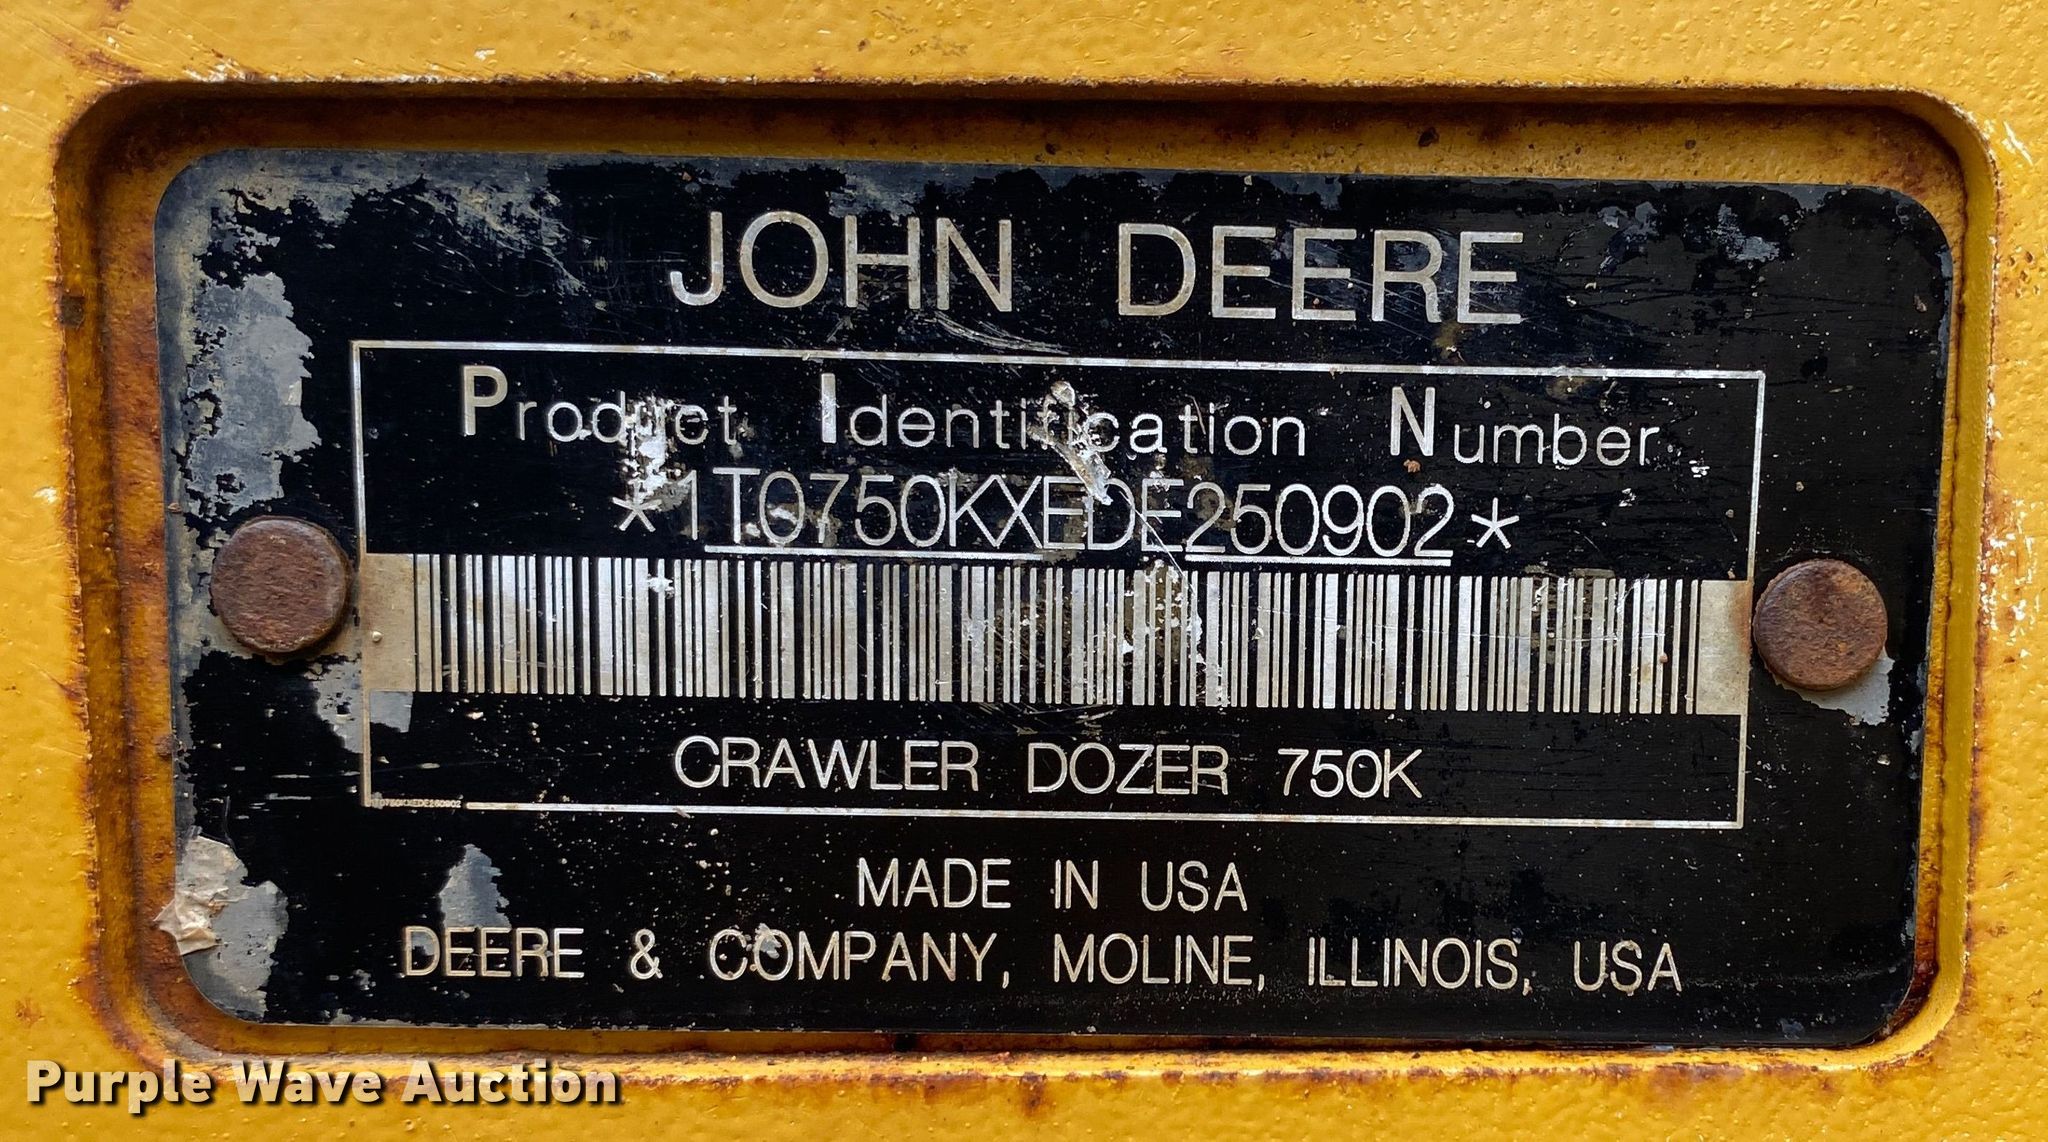 JOHN DEERE
Product Identification Number
*1T0750KXEDE250902*
CRAWLER DOZER 750K
1T0750KXEDE250902
MADE IN USA
DEERE & COMPANY, MOLINE, ILLINOIS, USA
Purple Wave Auction